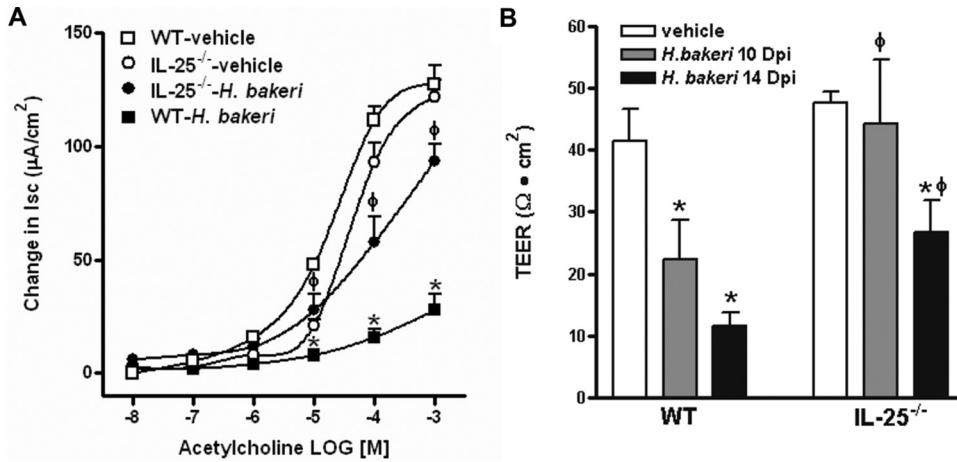 A
WT-vehicle
IL-25-/--vehicle
IL-25-/--H. bakeri
WT-H. bakeri
Change in Isc (µA/cm²)
150
100
50
0
ϕ
ϕ
ϕ
*
*
*
-8 -7 -6 -5 -4 -3
Acetylcholine LOG [M]
B
vehicle
H.bakeri 10 Dpi
H. bakeri 14 Dpi
TEER (Ω • cm²)
60
50
40
30
20
10
0
*
*
ϕ
* ϕ
WT IL-25-/-